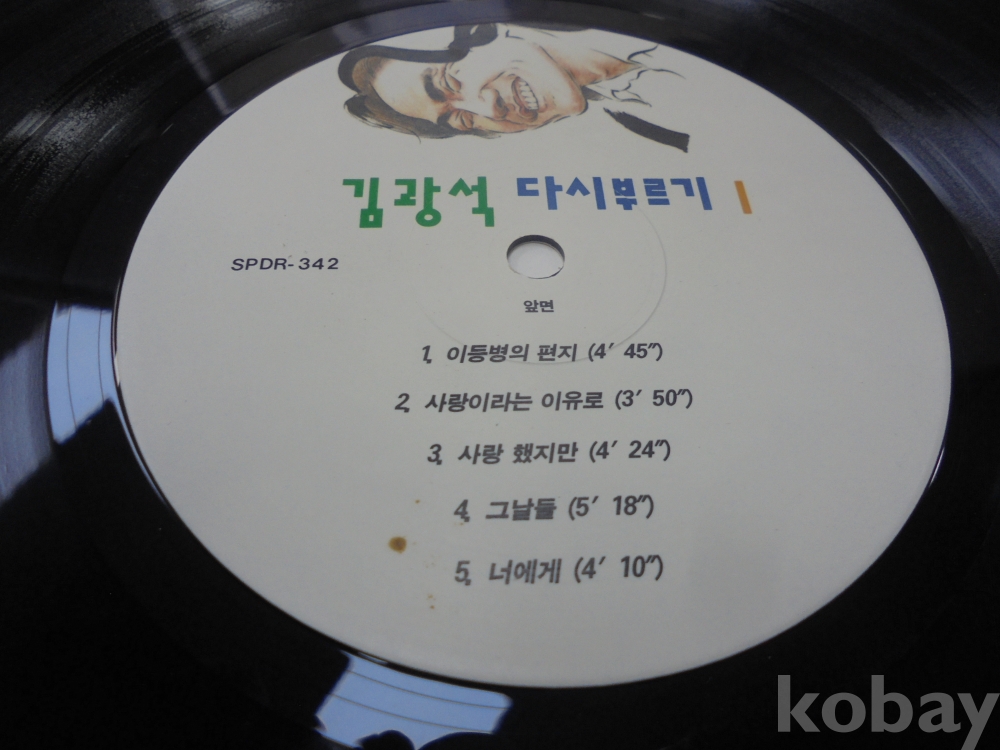 김광석 다시부르기 I
SPDR-342
앞면
1. 이등병의 편지 (4′ 45″)
2. 사랑이라는 이유로 (3′ 50″)
3. 사랑 했지만 (4′ 24″)
4. 그날들 (5′ 18″)
5. 너에게 (4′ 10″)
kobay